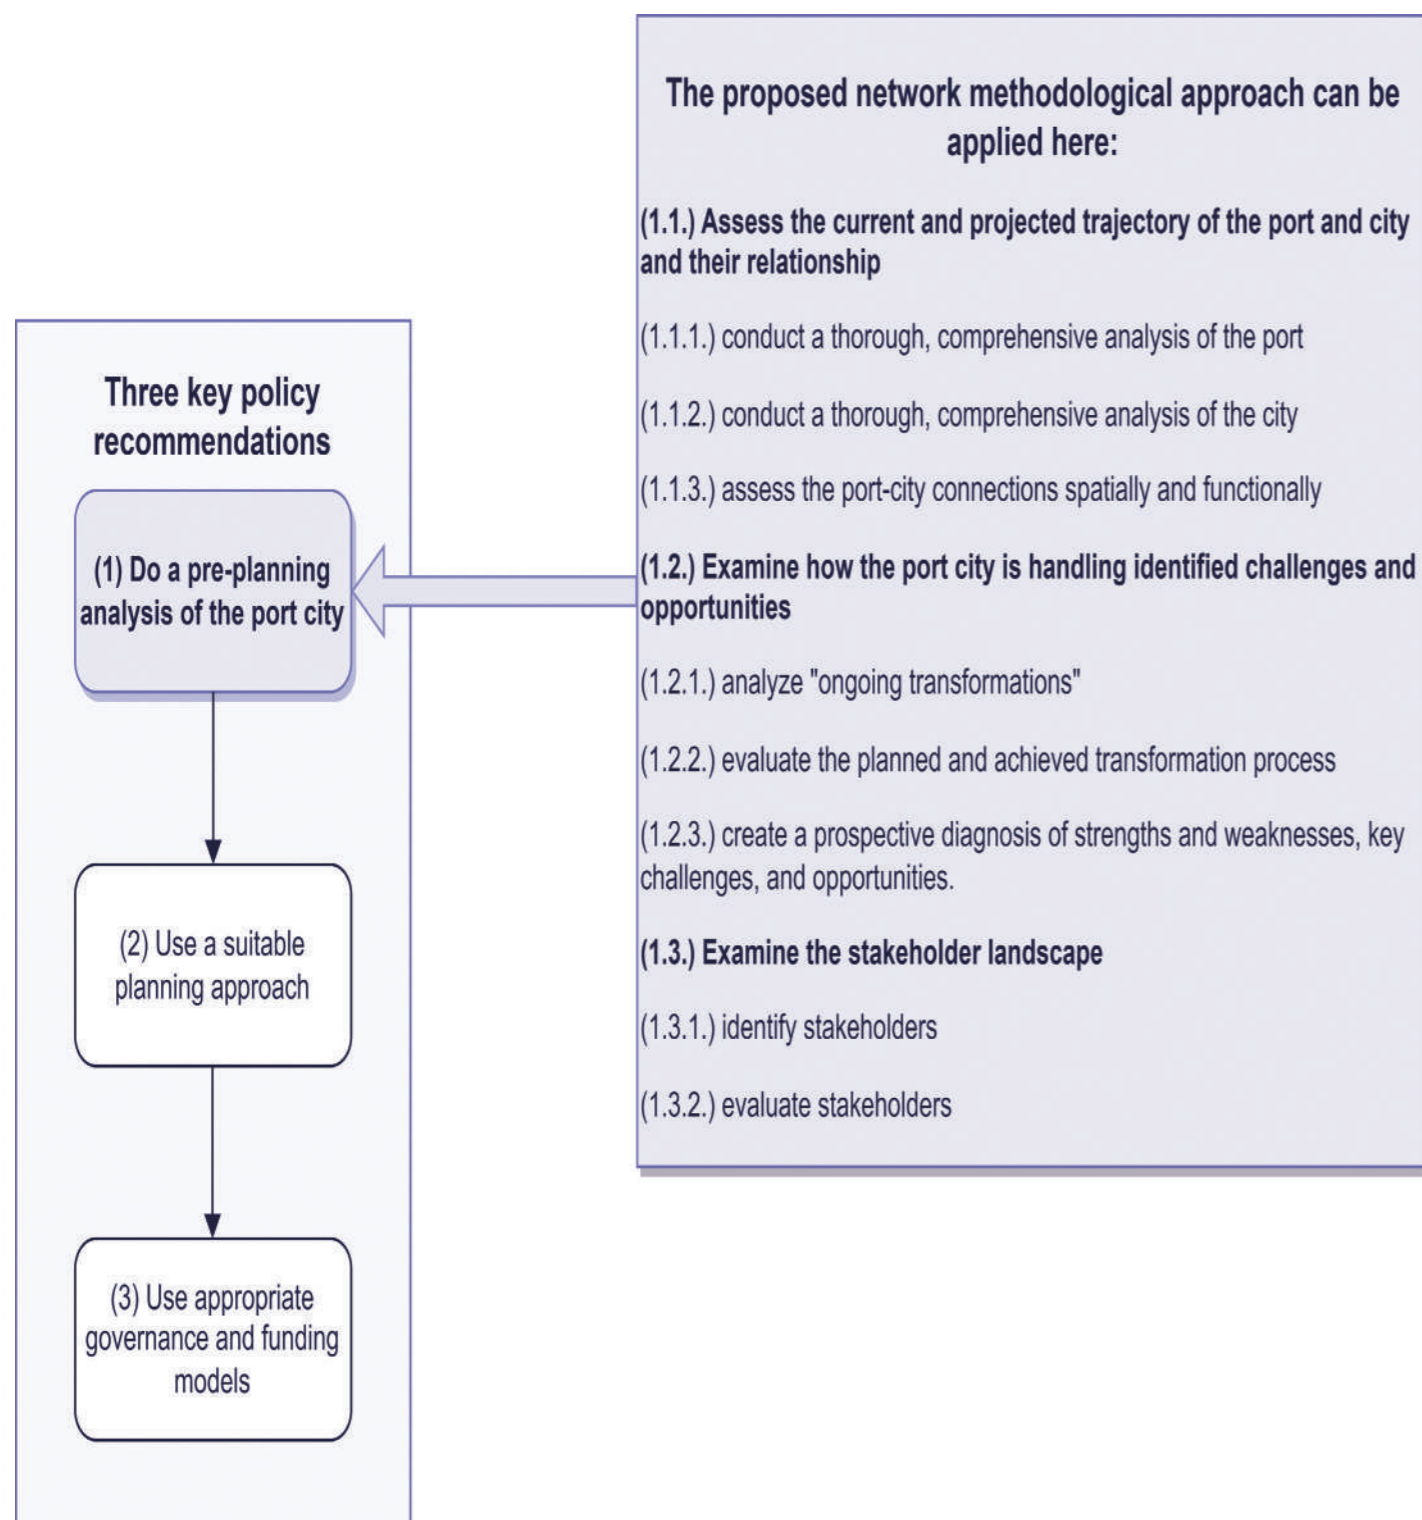 Three key policy
recommendations
(1) Do a pre-planning
analysis of the port city
(2) Use a suitable
planning approach
(3) Use appropriate
governance and funding
models
The proposed network methodological approach can be
applied here:
(1.1.) Assess the current and projected trajectory of the port and city
and their relationship
(1.1.1.) conduct a thorough, comprehensive analysis of the port
(1.1.2.) conduct a thorough, comprehensive analysis of the city
(1.1.3.) assess the port-city connections spatially and functionally
(1.2.) Examine how the port city is handling identified challenges and
opportunities
(1.2.1.) analyze "ongoing transformations"
(1.2.2.) evaluate the planned and achieved transformation process
(1.2.3.) create a prospective diagnosis of strengths and weaknesses, key
challenges, and opportunities.
(1.3.) Examine the stakeholder landscape
(1.3.1.) identify stakeholders
(1.3.2.) evaluate stakeholders